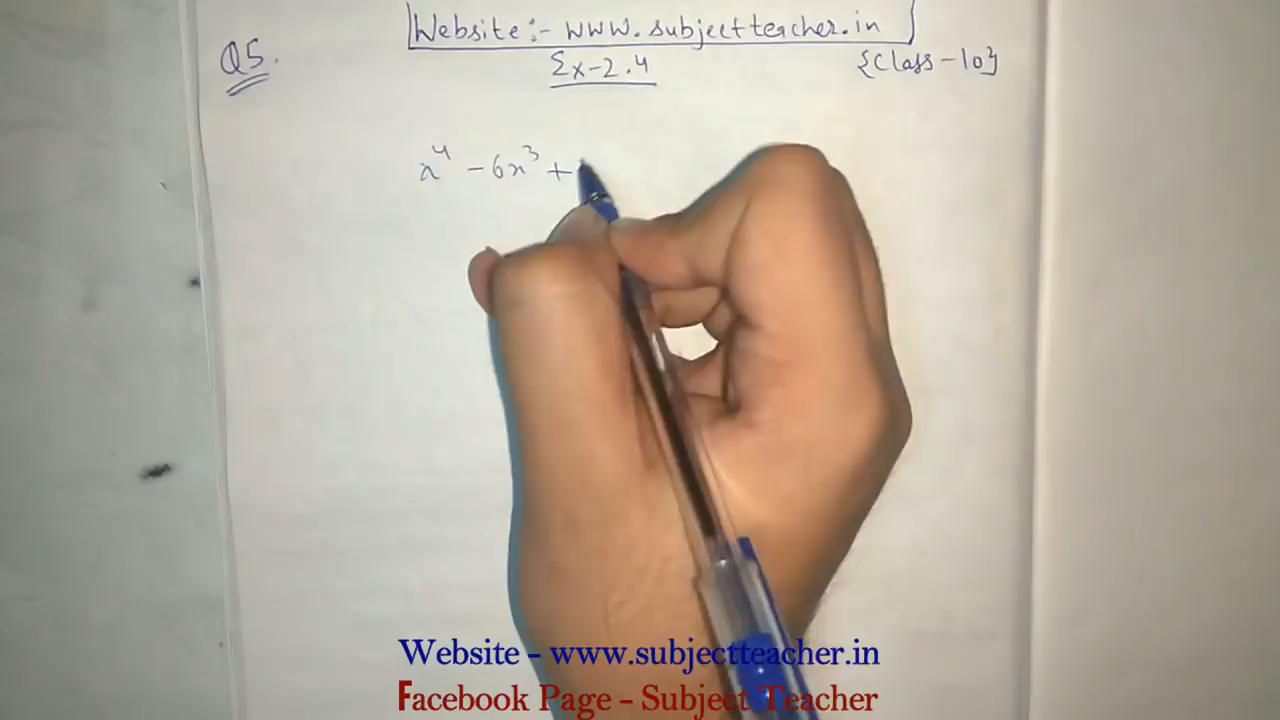 Website:- www.subjectteacher.in
Q5.
Ex-2.4
{Class-10}
x⁴ - 6x³ +
Website - www.subjectteacher.in
Facebook Page - Subject Teacher